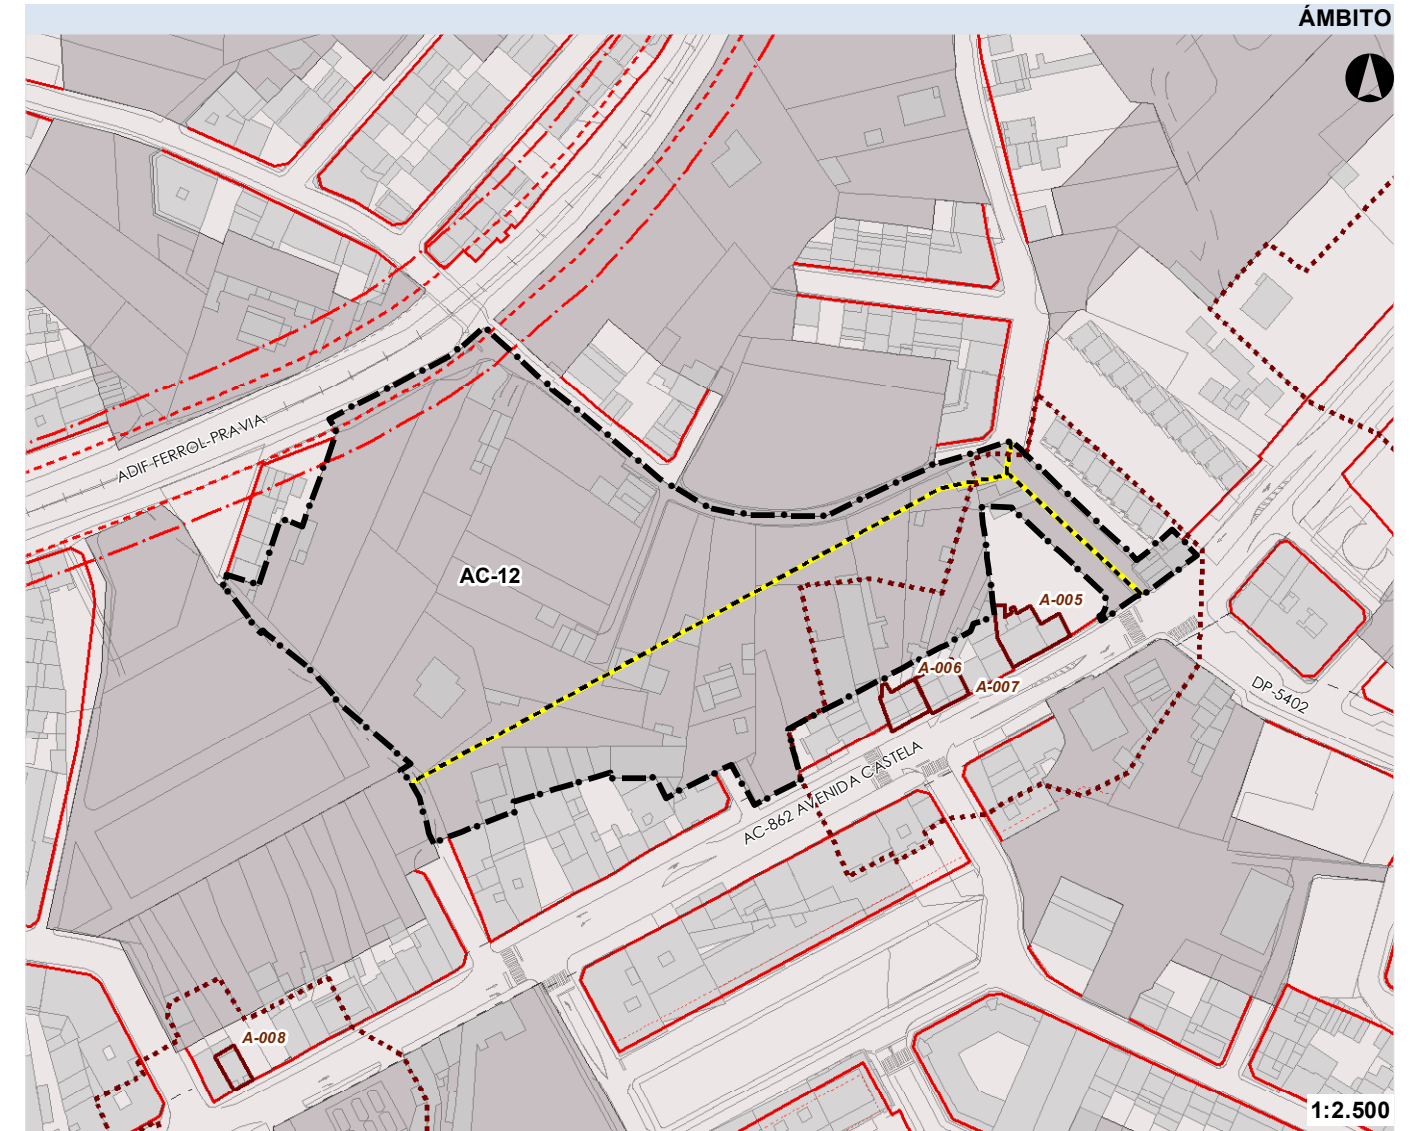 ÁMBITO
ADIF-FERROL-PRAVIA
AC-12
A-005
A-006
A-007
DP-5402
AC-862 AVENIDA CASTELA
A-008
1:2.500